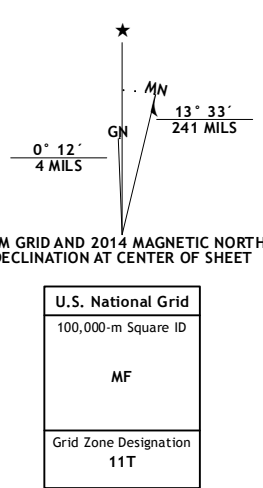 MN
GN
13° 33´
241 MILS
0° 12´
4 MILS
M GRID AND 2014 MAGNETIC NORTH
DECLINATION AT CENTER OF SHEET
U.S. National Grid
100,000-m Square ID
MF
Grid Zone Designation
11T